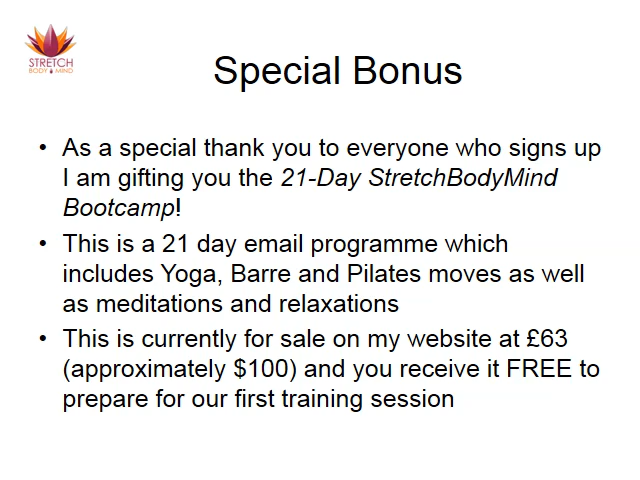 STRETCH
BODY MIND
Special Bonus
• As a special thank you to everyone who signs up
I am gifting you the 21-Day StretchBodyMind
Bootcamp!
• This is a 21 day email programme which
includes Yoga, Barre and Pilates moves as well
as meditations and relaxations
• This is currently for sale on my website at £63
(approximately $100) and you receive it FREE to
prepare for our first training session